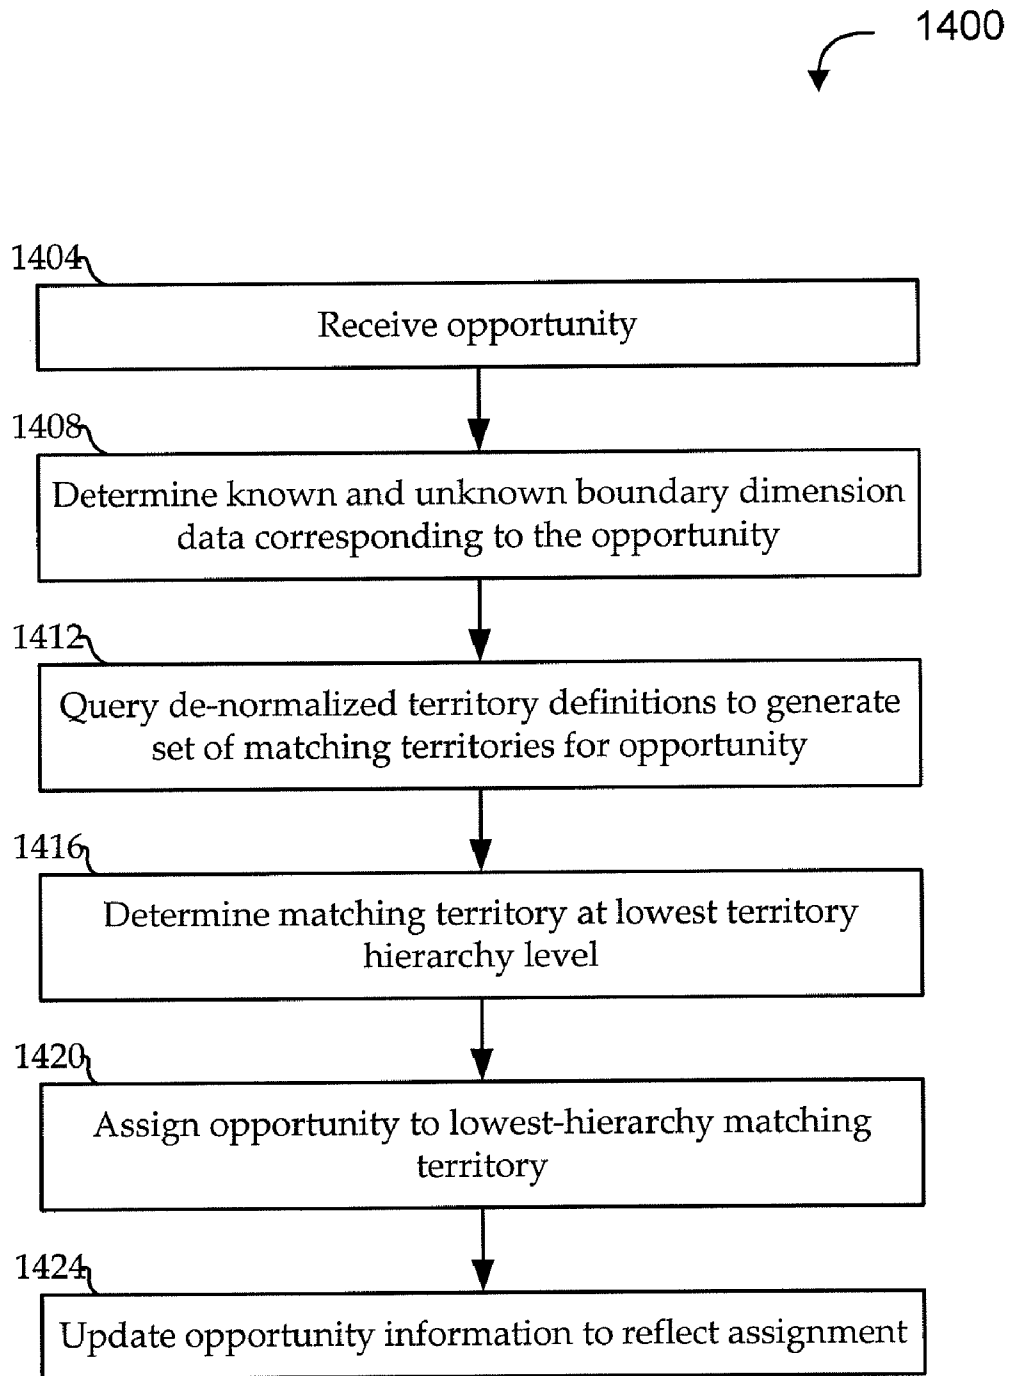 1400
1404
Receive opportunity
1408
Determine known and unknown boundary dimension
data corresponding to the opportunity
1412
Query de-normalized territory definitions to generate
set of matching territories for opportunity
1416
Determine matching territory at lowest territory
hierarchy level
1420
Assign opportunity to lowest-hierarchy matching
territory
1424
Update opportunity information to reflect assignment